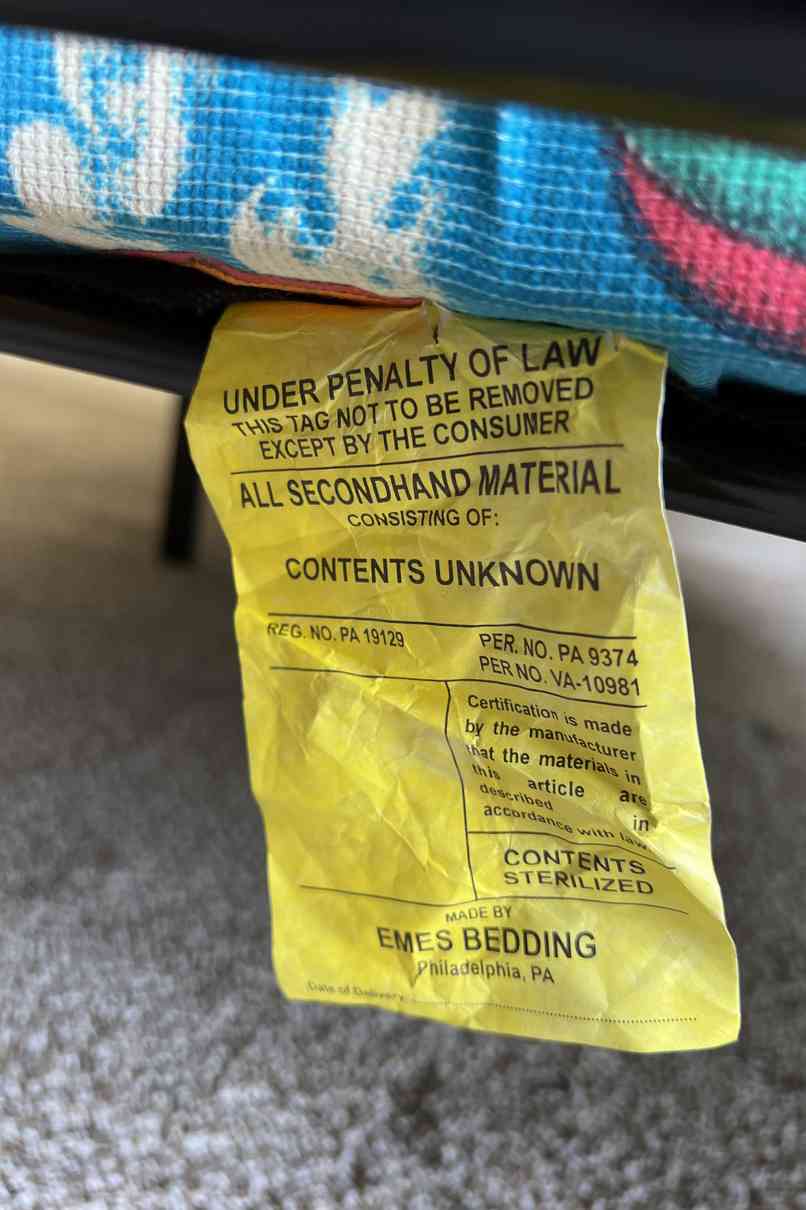 UNDER PENALTY OF LAW
THIS TAG NOT TO BE REMOVED
EXCEPT BY THE CONSUMER
ALL SECONDHAND MATERIAL
CONSISTING OF:
CONTENTS UNKNOWN
REG. NO. PA 19129
PER. NO. PA 9374
PER NO. VA-10981
Certification is made
by the manufacturer
that the materials in
this article are
described in
accordance with law
CONTENTS
STERILIZED
MADE BY
EMES BEDDING
Philadelphia, PA
Date of Delivery